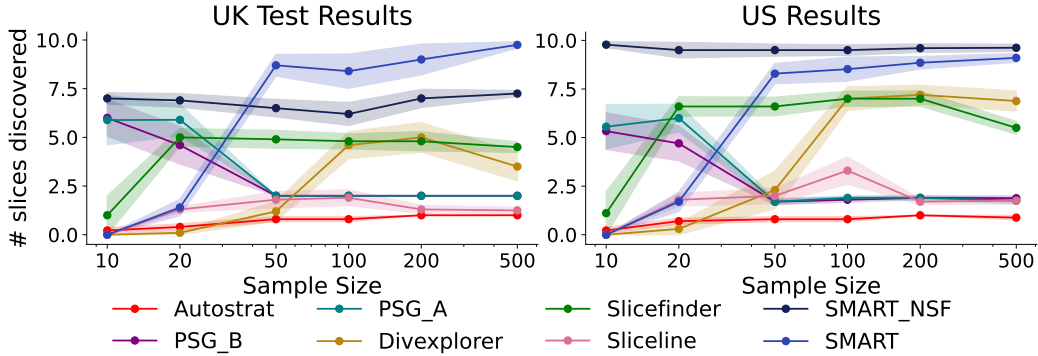 UK Test Results
US Results
# slices discovered
10.0
7.5
5.0
2.5
0.0
10.0
7.5
5.0
2.5
0.0
10 20 50 100 200 500
10 20 50 100 200 500
Sample Size
Sample Size
Autostrat PSG_A Slicefinder SMART_NSF
PSG_B Divexplorer Sliceline SMART